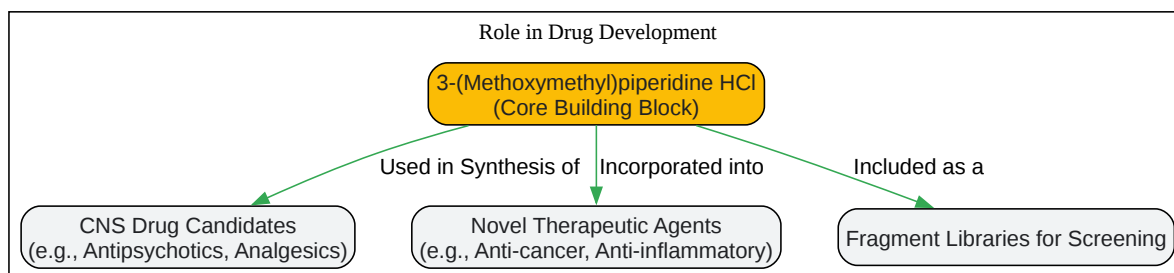 Role in Drug Development
3-(Methoxymethyl)piperidine HCl
(Core Building Block)
Used in Synthesis of
Incorporated into
Included as a
CNS Drug Candidates
(e.g., Antipsychotics, Analgesics)
Novel Therapeutic Agents
(e.g., Anti-cancer, Anti-inflammatory)
Fragment Libraries for Screening